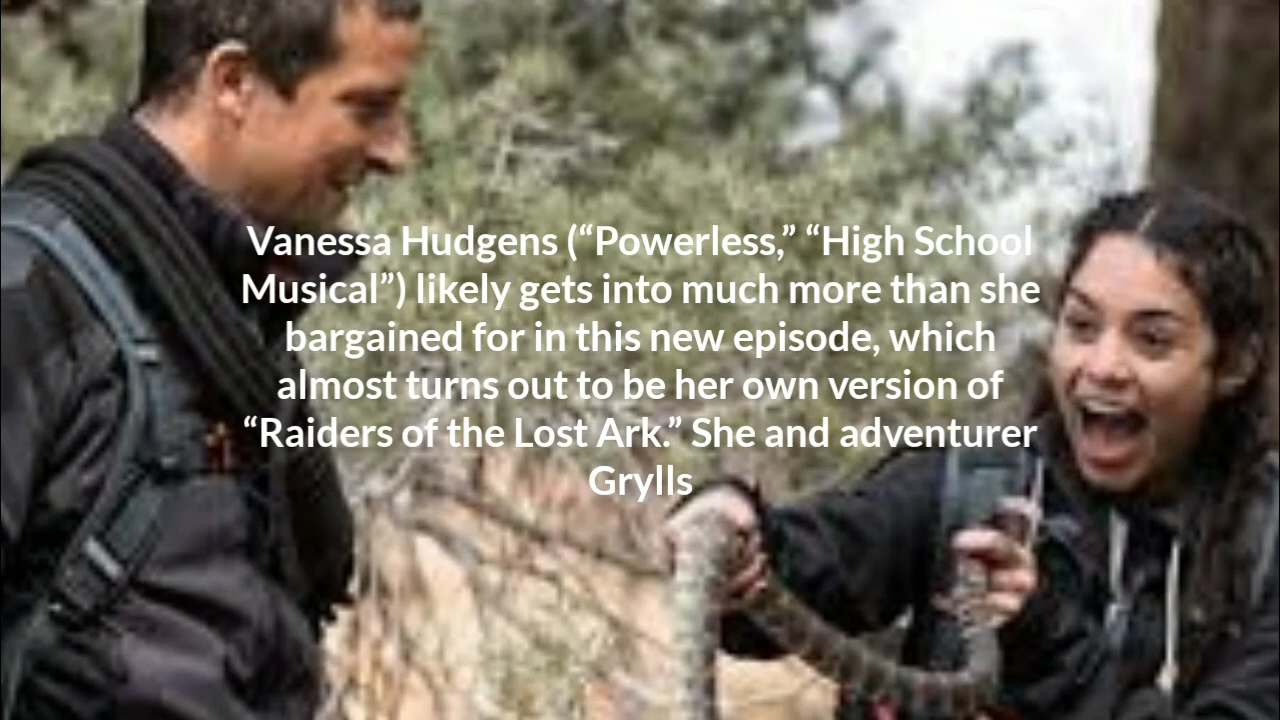 Vanessa Hudgens (“Powerless,” “High School
Musical”) likely gets into much more than she
bargained for in this new episode, which
almost turns out to be her own version of
“Raiders of the Lost Ark.” She and adventurer
Grylls